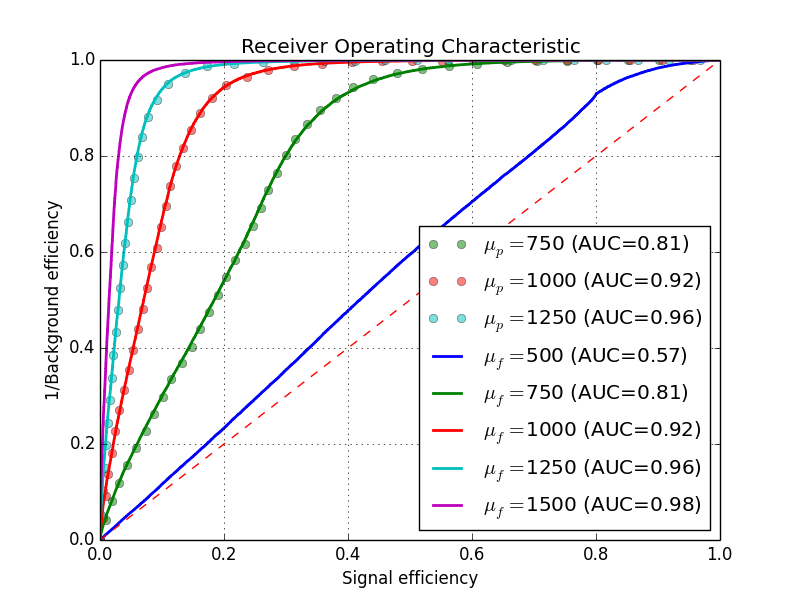 Receiver Operating Characteristic
1/Background efficiency
1.0
0.8
0.6
0.4
0.2
0.0
μp =750 (AUC=0.81)
μp =1000 (AUC=0.92)
μp =1250 (AUC=0.96)
μf =500 (AUC=0.57)
μf =750 (AUC=0.81)
μf =1000 (AUC=0.92)
μf =1250 (AUC=0.96)
μf =1500 (AUC=0.98)
0.0 0.2 0.4 0.6 0.8 1.0
Signal efficiency